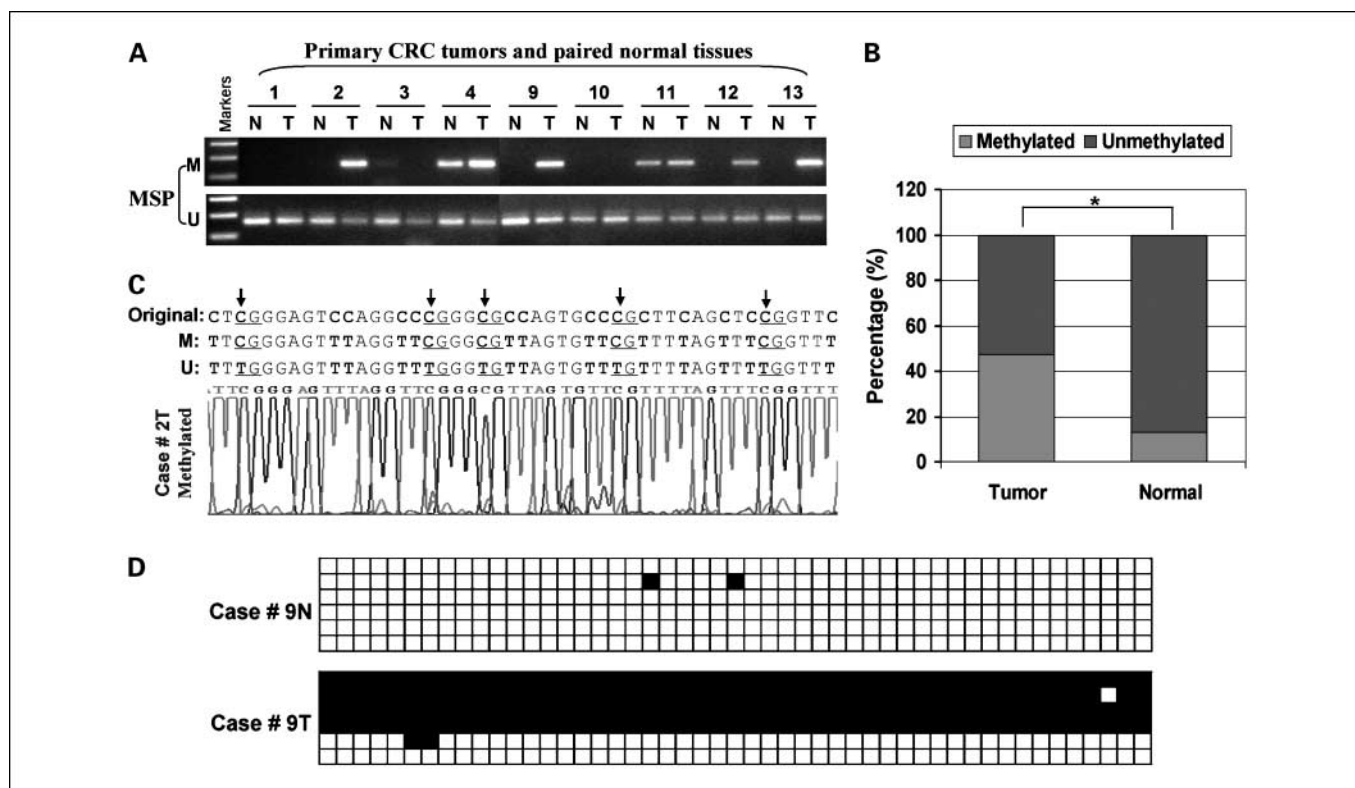 A
Primary CRC tumors and paired normal tissues
1 2 3 4 9 10 11 12 13
Markers
N T N T N T N T N T N T N T N T N T
M
MSP
U
B
Methylated Unmethylated
120
100
80
60
40
20
0
Percentage (%)
*
Tumor Normal
C
Original: CTCGGGAGTCCAGGCCCGGGCGCCAGTGCCCGCTTCAGCTCCGGTTC
M: TTCGGGAGTTTAGGTTCGGGCGTTAGTGTTCGTTTTAGTTTCGGTTT
U: TTTGGGAGTTTAGGTTTGGGTGTTAGTGTTTGTTTTAGTTTTGGTTT
TTCGGGAGTTTAGGTTCGGGCGTTAGTGTTCGTTTTAGTTTCGGTTT
Case # 2T
Methylated
D
Case # 9N
Case # 9T